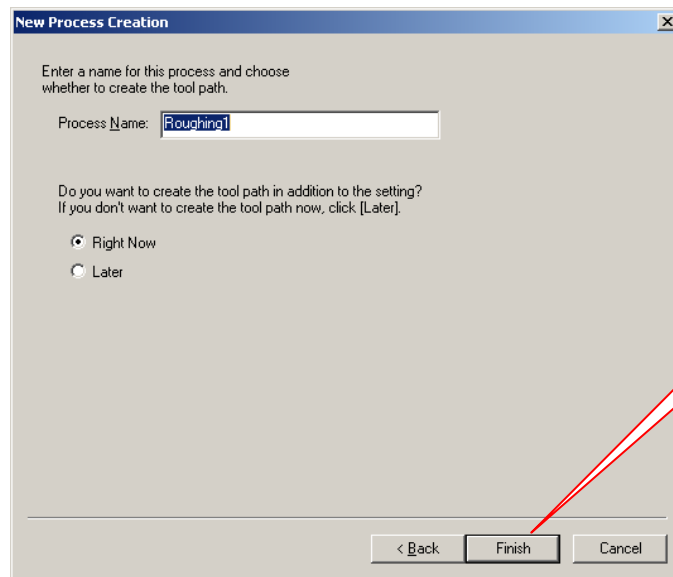 New Process Creation
Enter a name for this process and choose
whether to create the tool path.
Process Name: Roughing1
Do you want to create the tool path in addition to the setting?
If you don't want to create the tool path now, click [Later].
Right Now
Later
< Back Finish Cancel